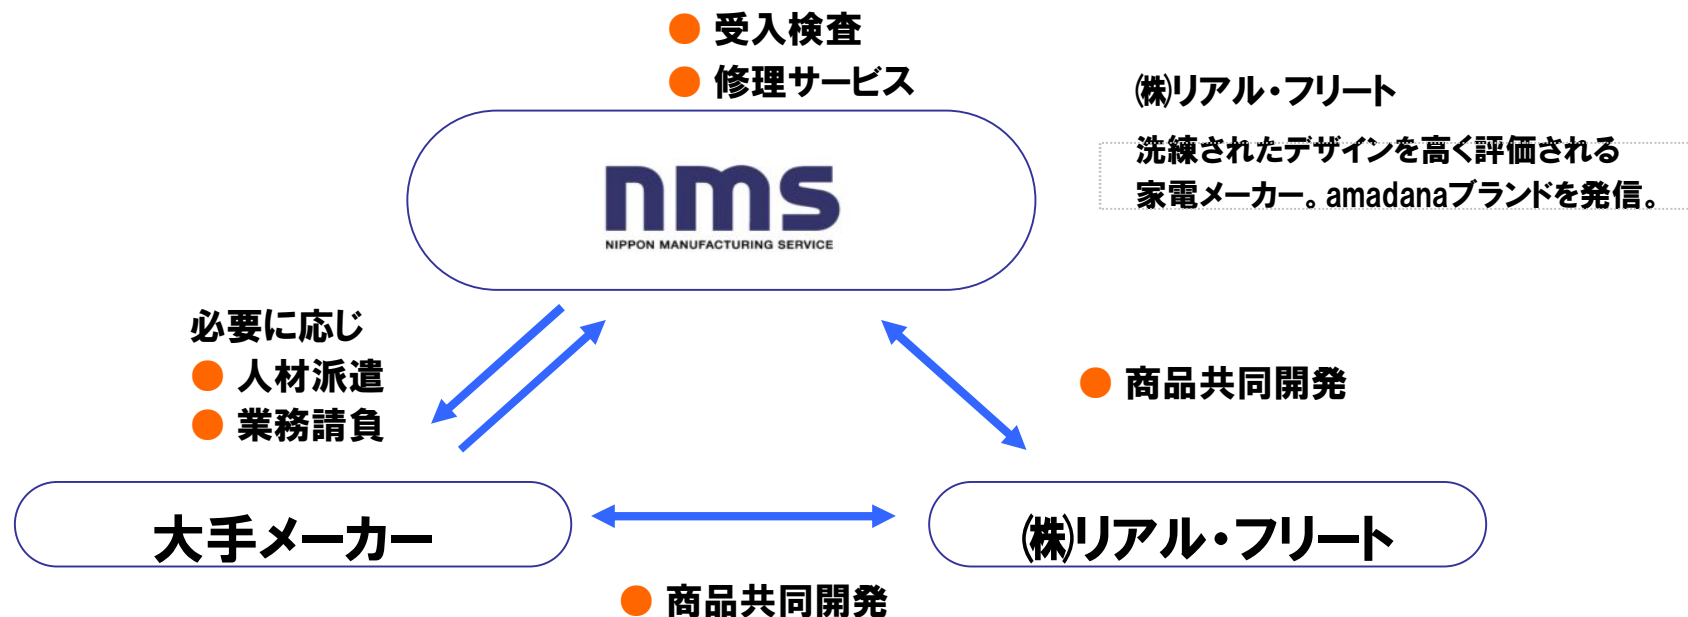 ● 受入検査
● 修理サービス
㈱リアル・フリート
洗練されたデザインを高く評価される
家電メーカー。amadanaブランドを発信。
nms
NIPPON MANUFACTURING SERVICE
必要に応じ
● 人材派遣
● 業務請負
● 商品共同開発
大手メーカー
㈱リアル・フリート
● 商品共同開発